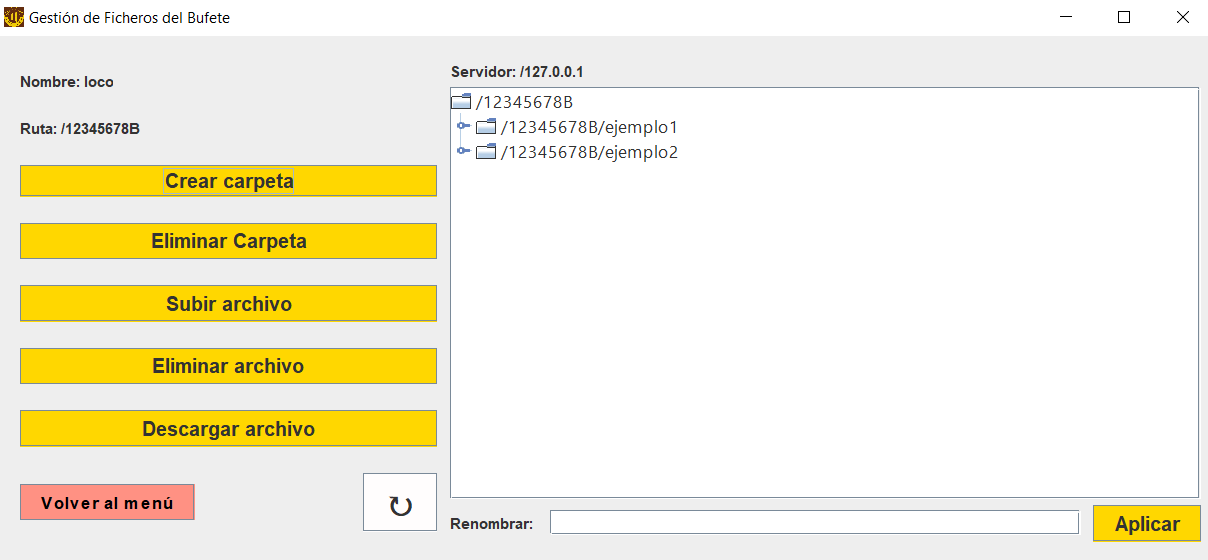 Gestión de Ficheros del Bufete
Nombre: loco
Ruta: /12345678B
Crear carpeta
Eliminar Carpeta
Subir archivo
Eliminar archivo
Descargar archivo
Volver al menú
Servidor: /127.0.0.1
/12345678B
/12345678B/ejemplo1
/12345678B/ejemplo2
Renombrar:
Aplicar